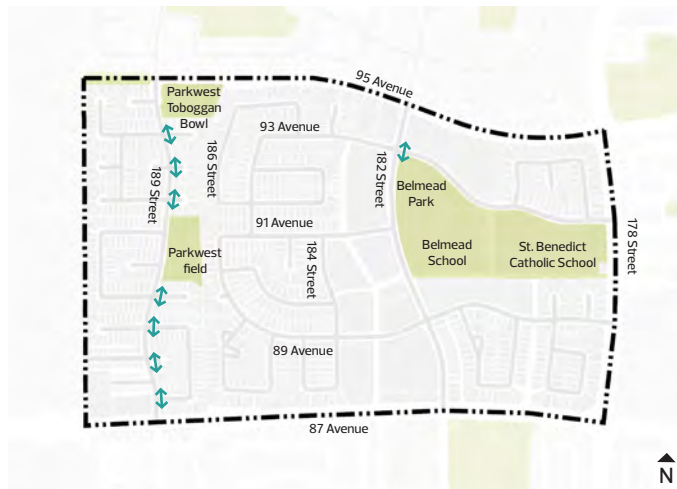 95 Avenue
Parkwest
Toboggan
Bowl
93 Avenue
186 Street
182 Street
189 Street
Belmead
Park
91 Avenue
178 Street
Parkwest
field
184 Street
Belmead
School
St. Benedict
Catholic School
89 Avenue
87 Avenue
N